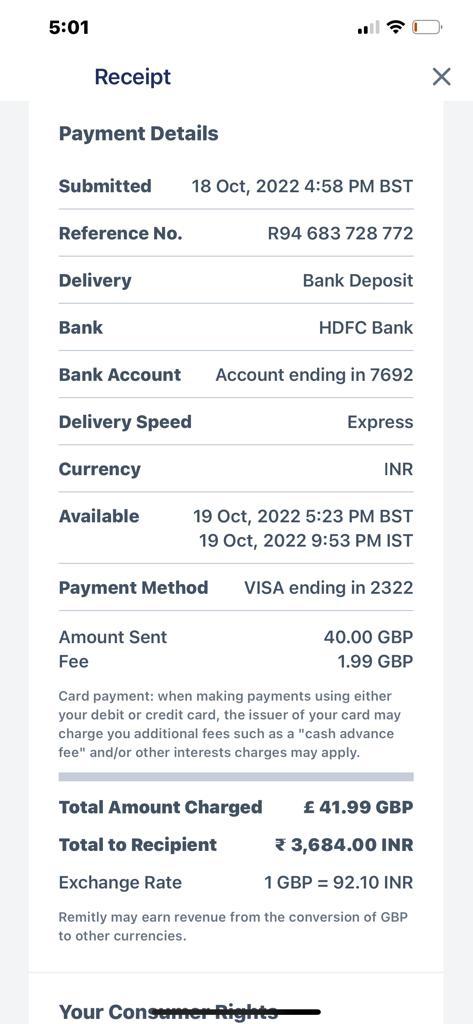 5:01
Receipt
Payment Details
Submitted 18 Oct, 2022 4:58 PM BST
Reference No. R94 683 728 772
Delivery Bank Deposit
Bank HDFC Bank
Bank Account Account ending in 7692
Delivery Speed Express
Currency INR
Available 19 Oct, 2022 5:23 PM BST
19 Oct, 2022 9:53 PM IST
Payment Method VISA ending in 2322
Amount Sent 40.00 GBP
Fee 1.99 GBP
Card payment: when making payments using either
your debit or credit card, the issuer of your card may
charge you additional fees such as a "cash advance
fee" and/or other interests charges may apply.
Total Amount Charged £ 41.99 GBP
Total to Recipient ₹ 3,684.00 INR
Exchange Rate 1 GBP = 92.10 INR
Remitly may earn revenue from the conversion of GBP
to other currencies.
Your Consumer Rights